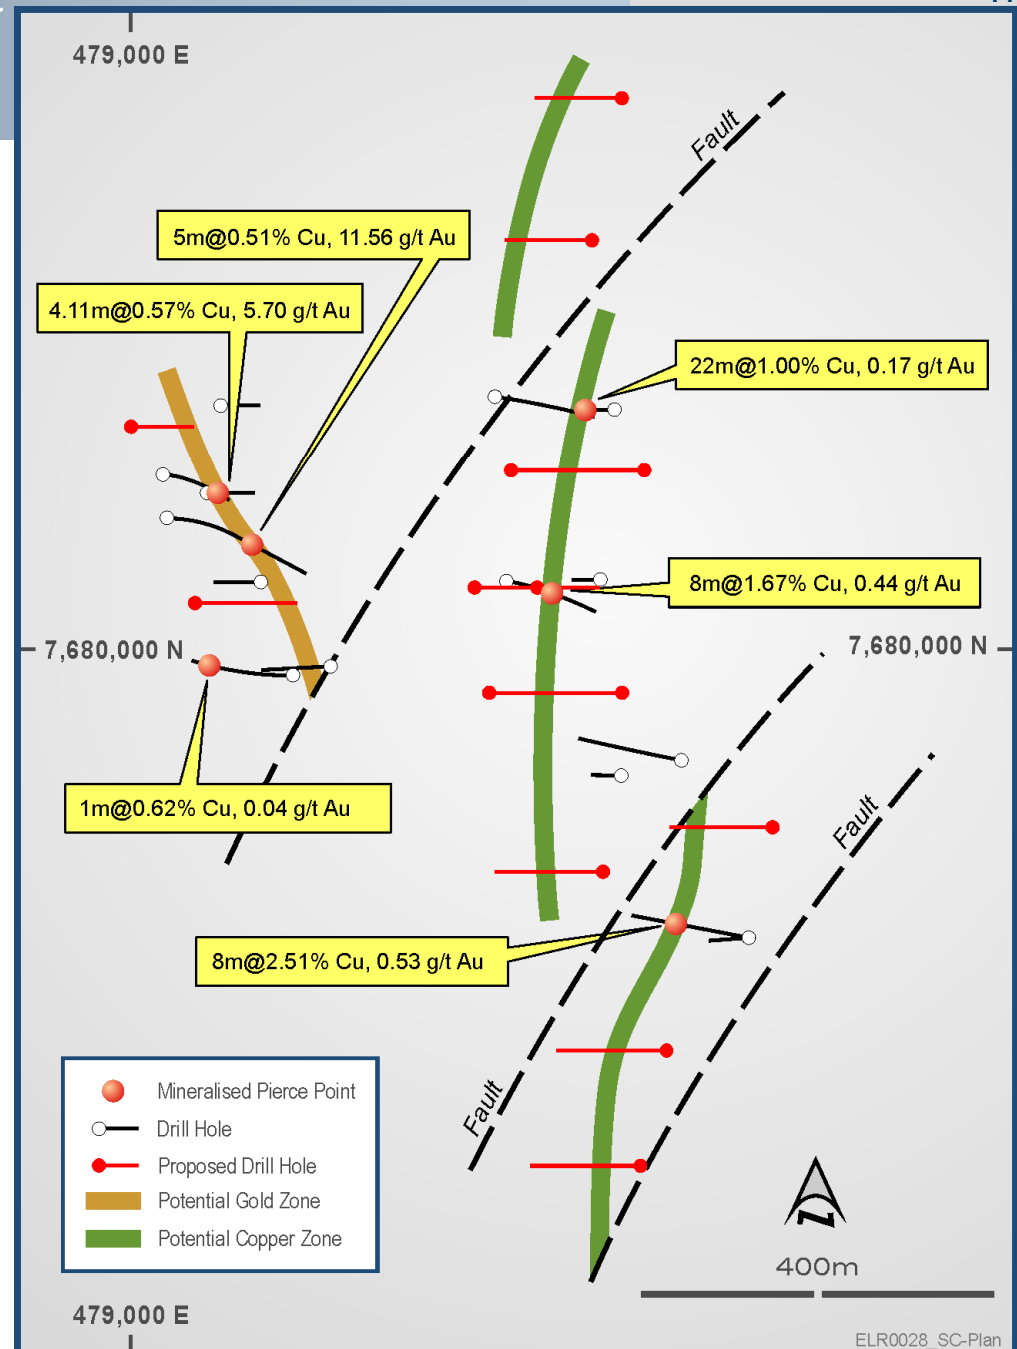 479,000 E
Fault
5m@0.51% Cu, 11.56 g/t Au
4.11m@0.57% Cu, 5.70 g/t Au
22m@1.00% Cu, 0.17 g/t Au
8m@1.67% Cu, 0.44 g/t Au
7,680,000 N
7,680,000 N
1m@0.62% Cu, 0.04 g/t Au
Fault
8m@2.51% Cu, 0.53 g/t Au
Fault
Mineralised Pierce Point
Drill Hole
Proposed Drill Hole
Potential Gold Zone
Potential Copper Zone
N
400m
479,000 E
ELR0028_SC-Plan